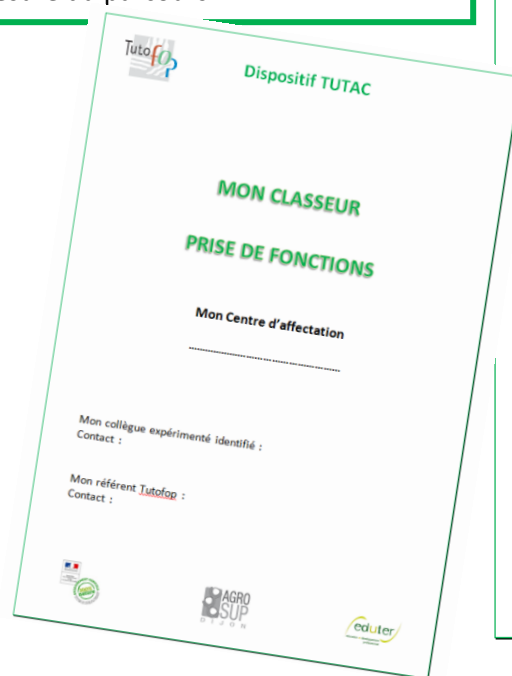 Tutofop
Dispositif TUTAC
MON CLASSEUR
PRISE DE FONCTIONS
Mon Centre d'affectation
Mon collègue expérimenté identifié :
Contact :
Mon référent Tutofop :
Contact :
AGRO
SUP
DIJON
eduter